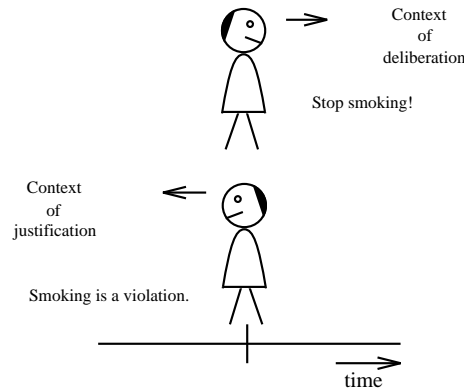 Context
of
deliberation
Stop smoking!
Context
of
justification
Smoking is a violation.
time